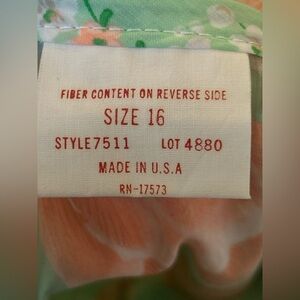 FIBER CONTENT ON REVERSE SIDE
SIZE 16
STYLE7511 LOT 4880
MADE IN U.S.A
RN-17573